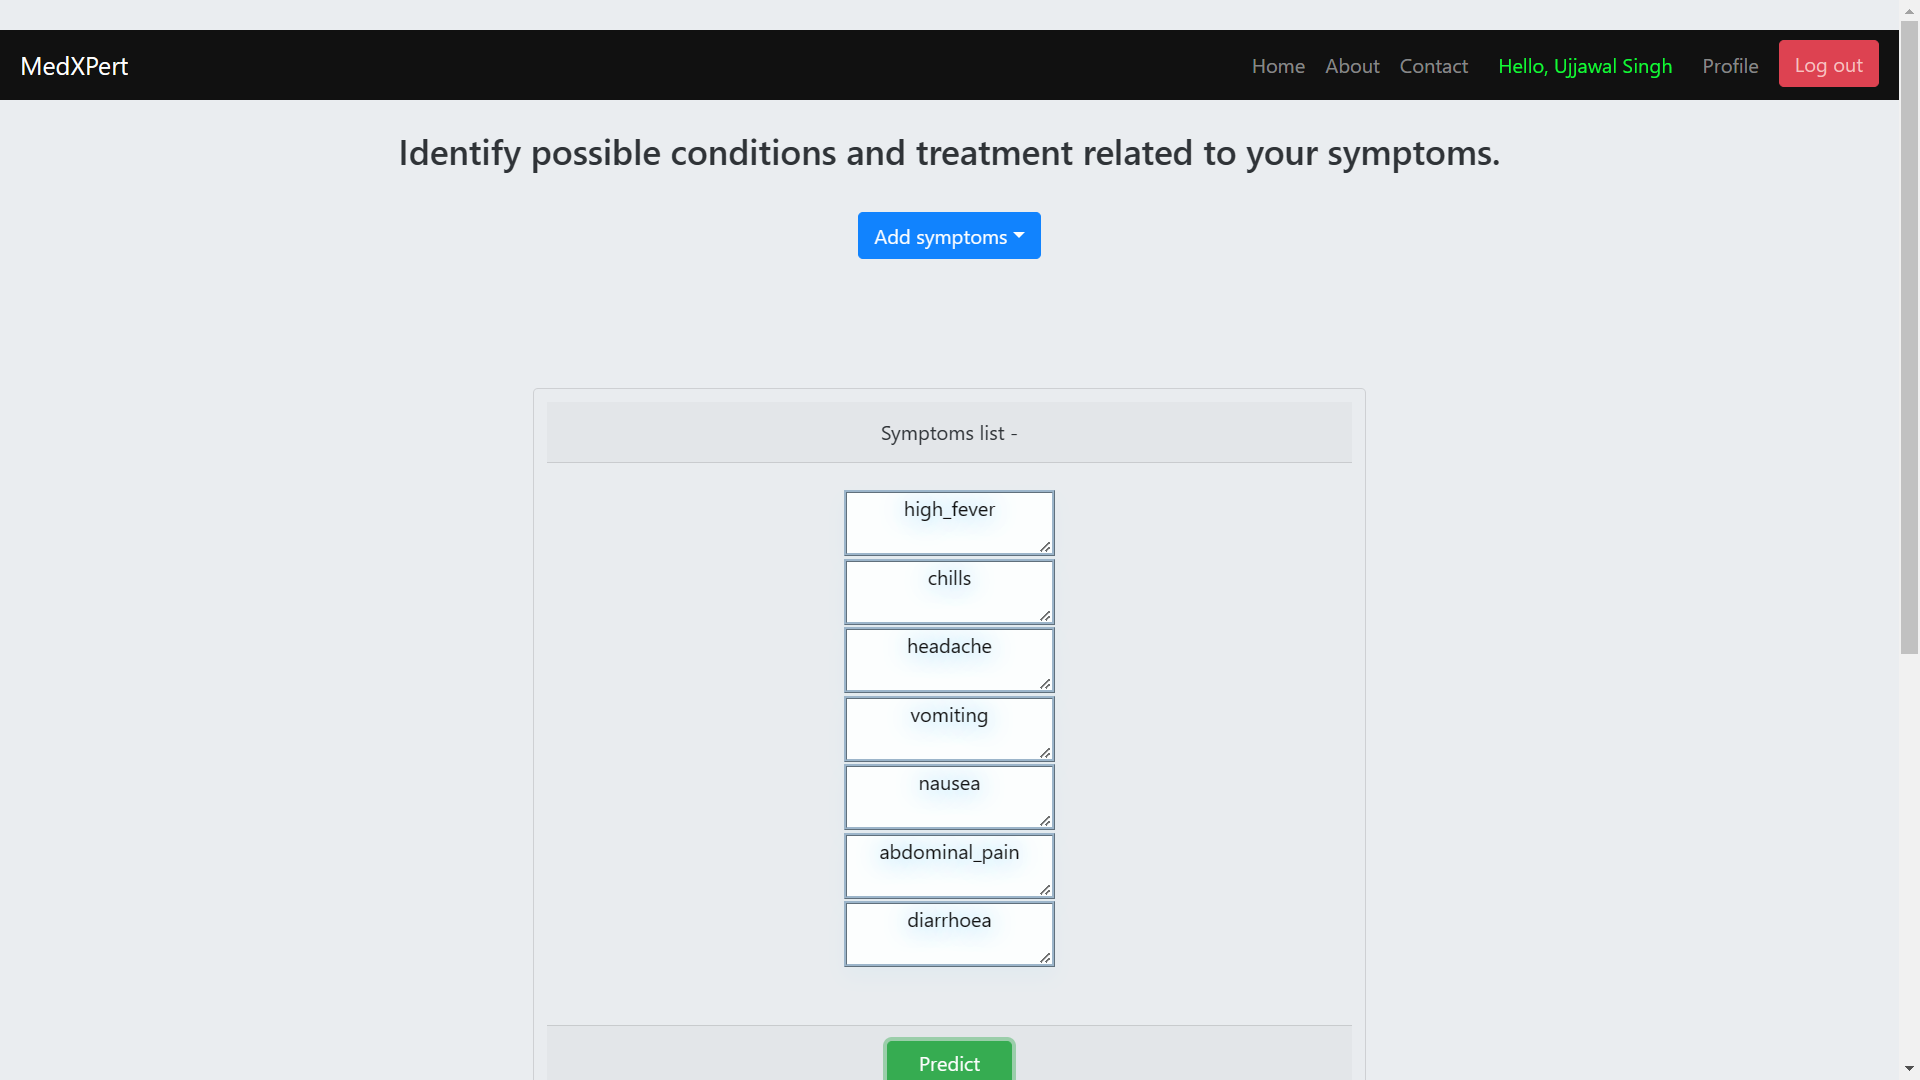 MedXPert
Home About Contact Hello, Ujjawal Singh Profile Log out
Identify possible conditions and treatment related to your symptoms.
Add symptoms
Symptoms list -
high_fever
chills
headache
vomiting
nausea
abdominal_pain
diarrhoea
Predict